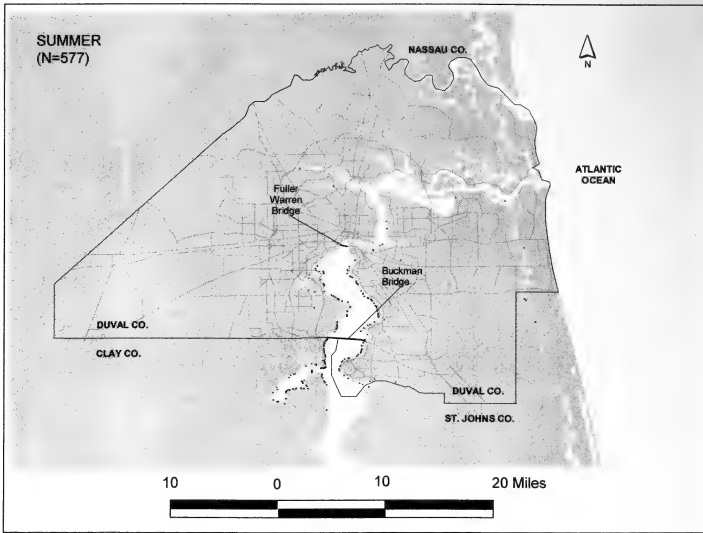 SUMMER
(N=577)
NASSAU CO.
N
ATLANTIC
OCEAN
Fuller
Warren
Bridge
Buckman
Bridge
DUVAL CO.
CLAY CO.
DUVAL CO.
ST. JOHNS CO.
10 0 10 20 Miles